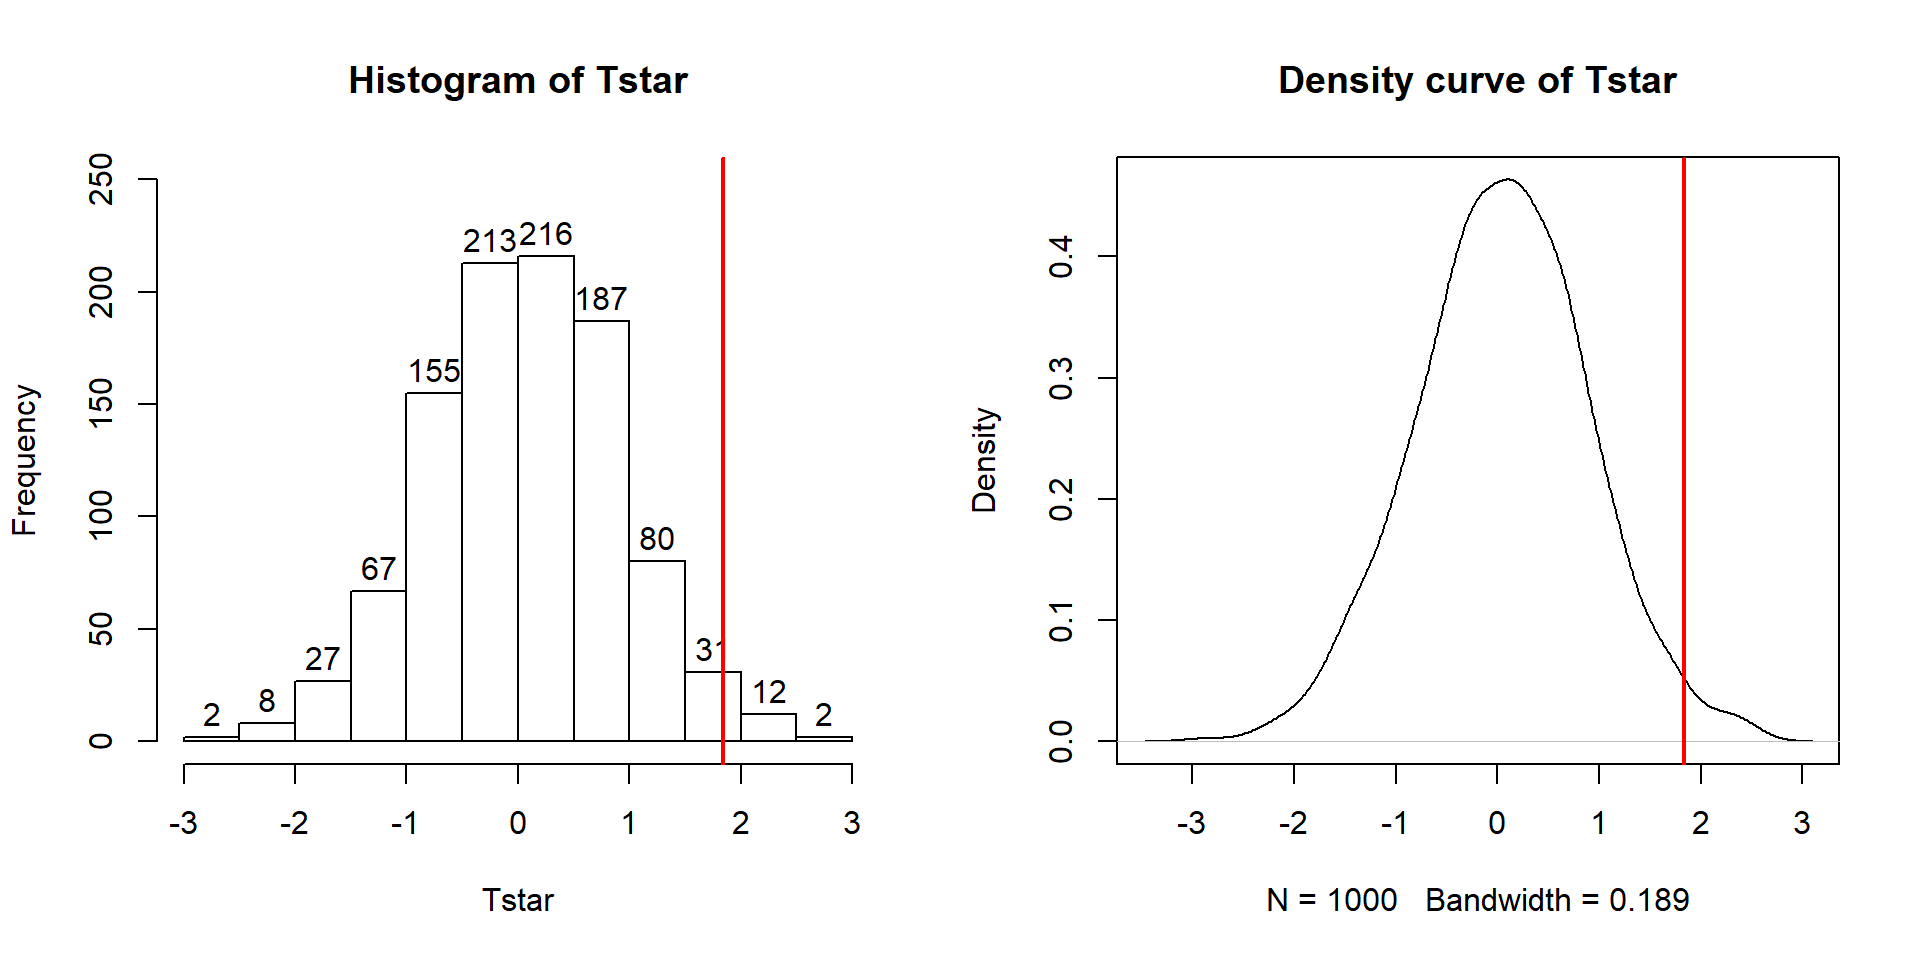 Histogram of Tstar
Frequency
0 50 100 150 200 250
2 8 27 67 155 213 216 187 80 31 12 2
-3 -2 -1 0 1 2 3
Tstar
Density curve of Tstar
Density
0.0 0.1 0.2 0.3 0.4
-3 -2 -1 0 1 2 3
N = 1000 Bandwidth = 0.189